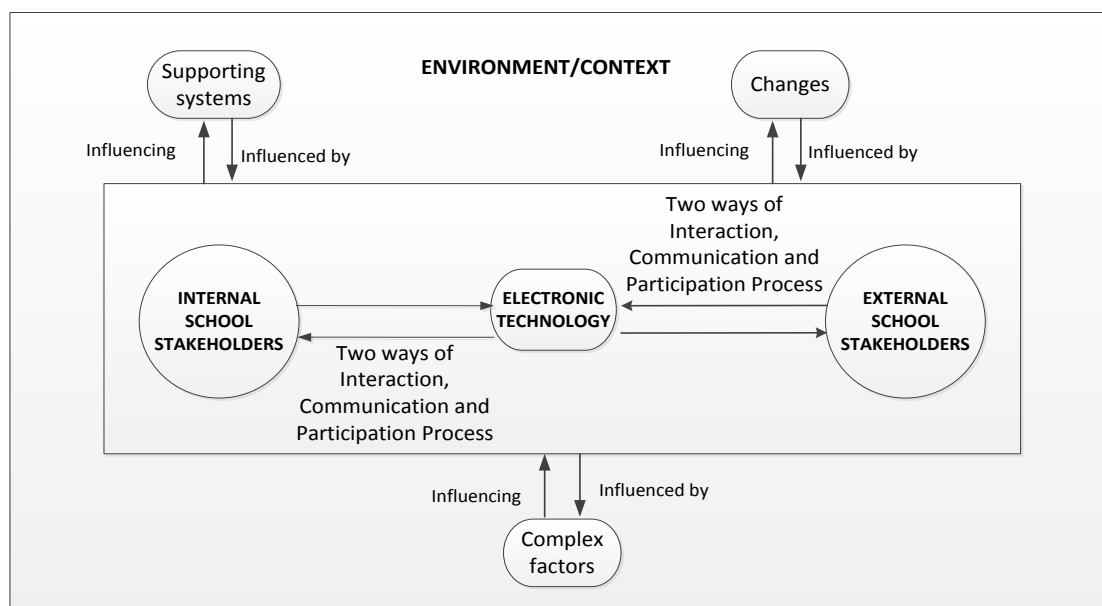 ENVIRONMENT/CONTEXT
Supporting
systems
Changes
Influencing
Influenced by
Influencing
Influenced by
Two ways of
Interaction,
Communication and
Participation Process
INTERNAL
SCHOOL
STAKEHOLDERS
ELECTRONIC
TECHNOLOGY
EXTERNAL
SCHOOL
STAKEHOLDERS
Two ways of
Interaction,
Communication and
Participation Process
Influencing
Influenced by
Complex
factors